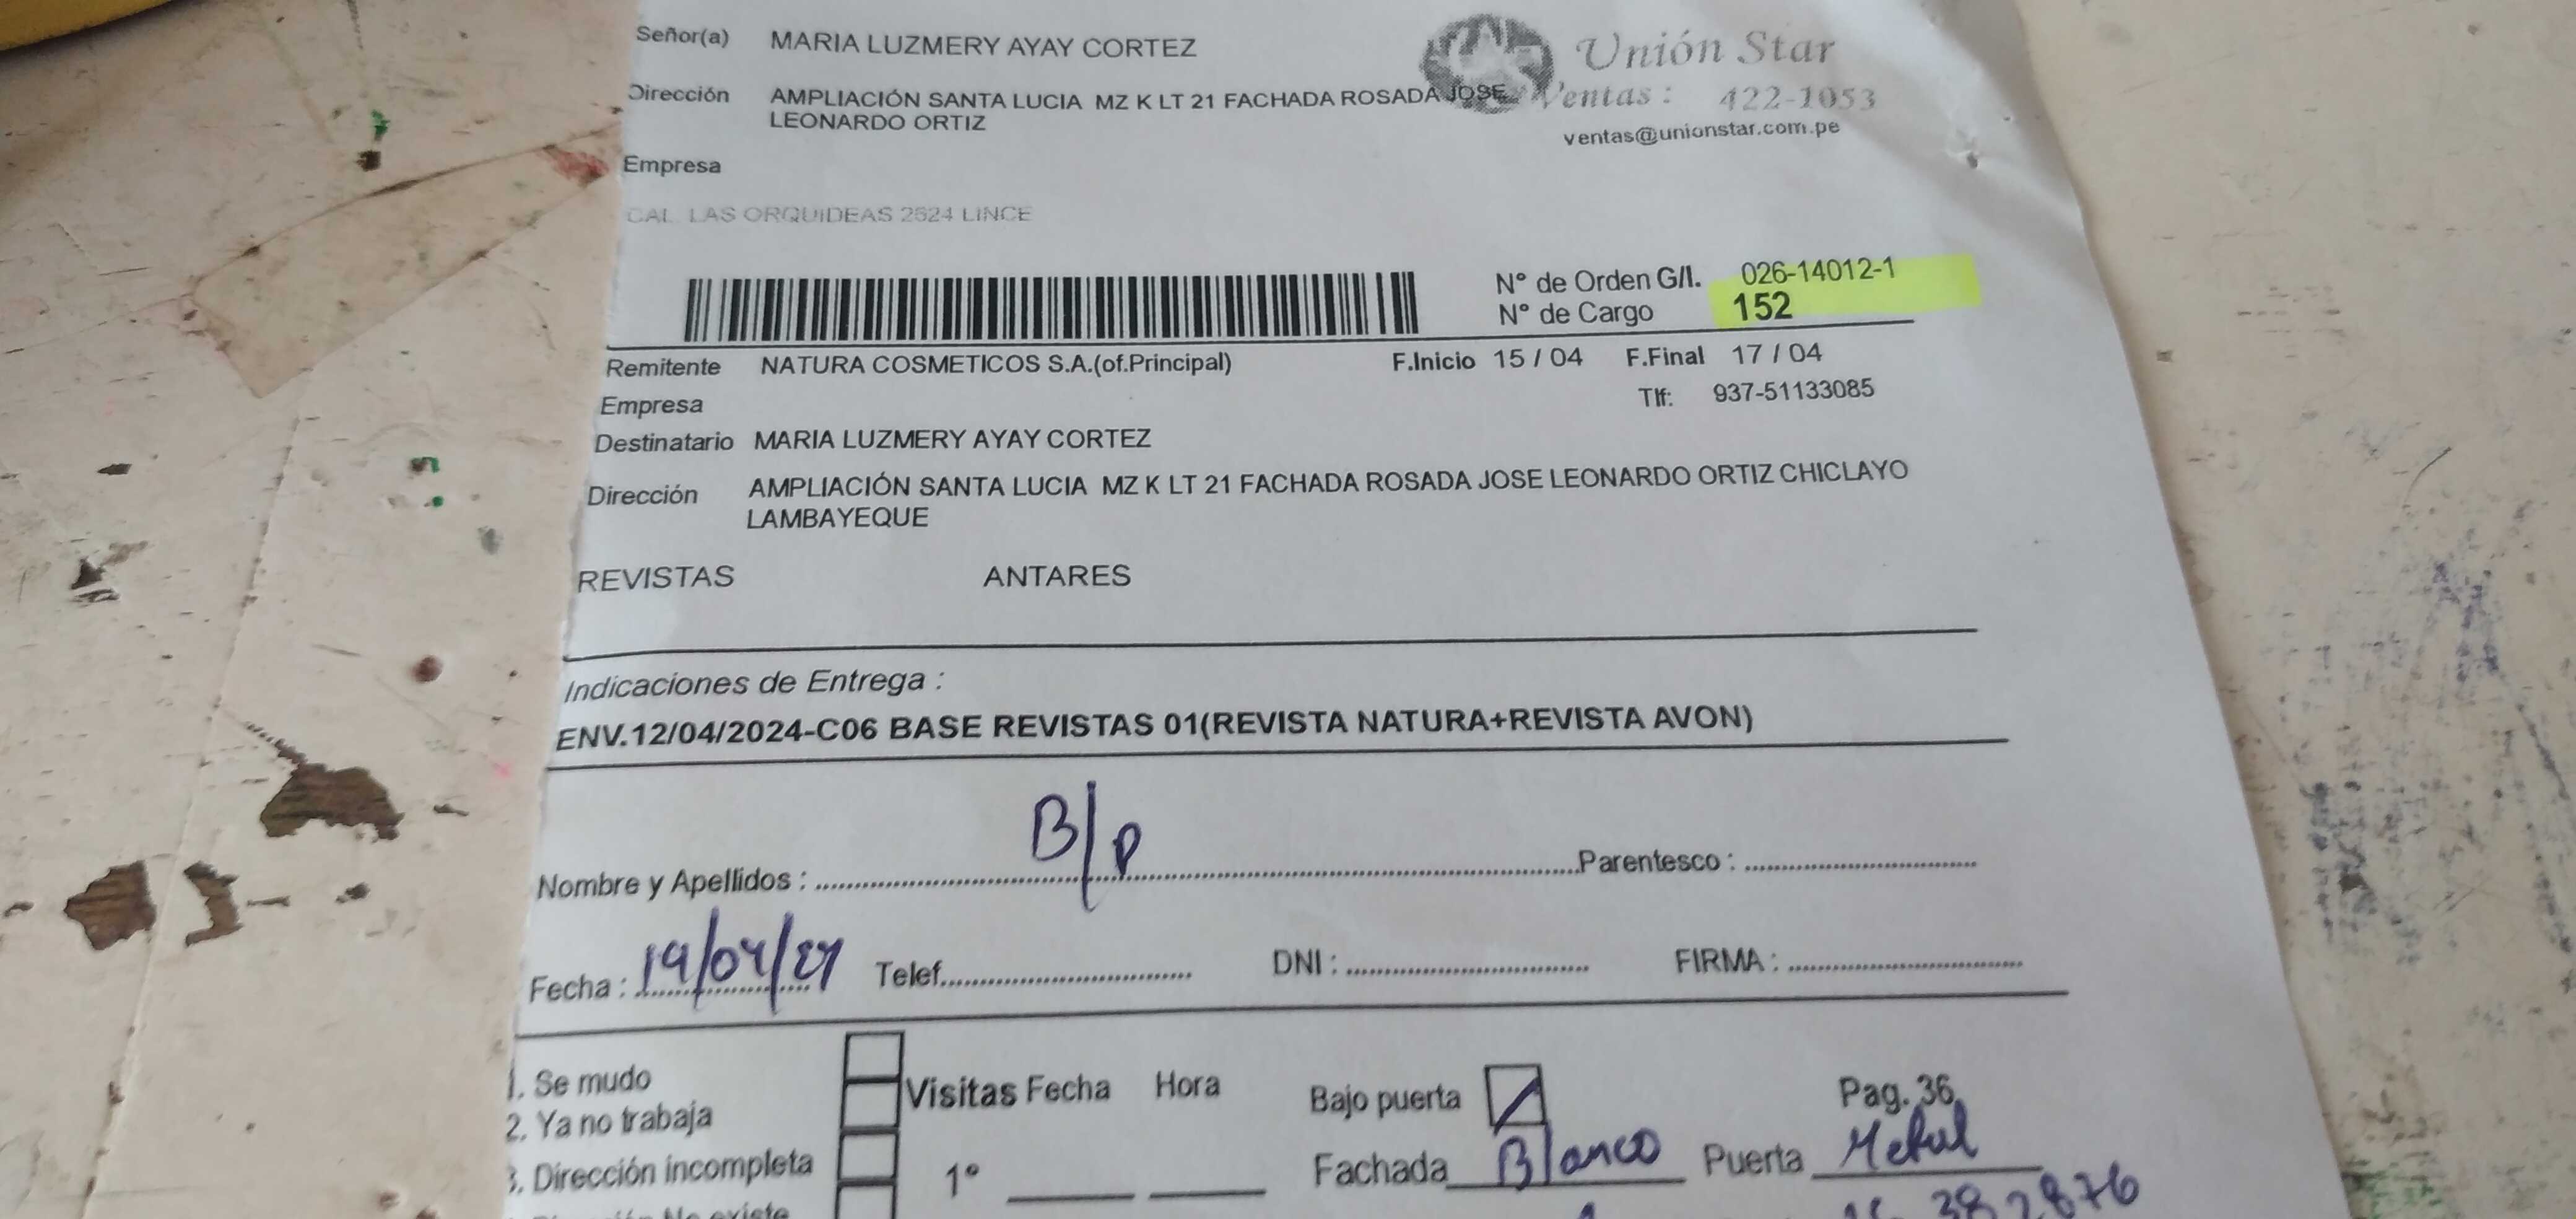 Señor(a) MARIA LUZMERY AYAY CORTEZ
Unión Star
Dirección AMPLIACIÓN SANTA LUCIA MZ K LT 21 FACHADA ROSADA JOSE
LEONARDO ORTIZ
Ventas : 422-1053
ventas@unionstar.com.pe
Empresa
CAL. LAS ORQUIDEAS 2624 LINCE
N° de Orden G/I. 026-14012-1
N° de Cargo 152
Remitente NATURA COSMETICOS S.A.(of.Principal) F.Inicio 15 / 04 F.Final 17 / 04
Empresa Tlf: 937-51133085
Destinatario MARIA LUZMERY AYAY CORTEZ
Dirección AMPLIACIÓN SANTA LUCIA MZ K LT 21 FACHADA ROSADA JOSE LEONARDO ORTIZ CHICLAYO
LAMBAYEQUE
REVISTAS ANTARES
Indicaciones de Entrega :
ENV.12/04/2024-C06 BASE REVISTAS 01(REVISTA NATURA+REVISTA AVON)
Nombre y Apellidos : B/P Parentesco :
Fecha : 19/04/24 Telef. DNI : FIRMA :
1. Se mudo
Visitas Fecha Hora Bajo puerta Pag. 36
2. Ya no trabaja
3. Dirección incompleta 1° Fachada Blanco Puerta Metal
382876